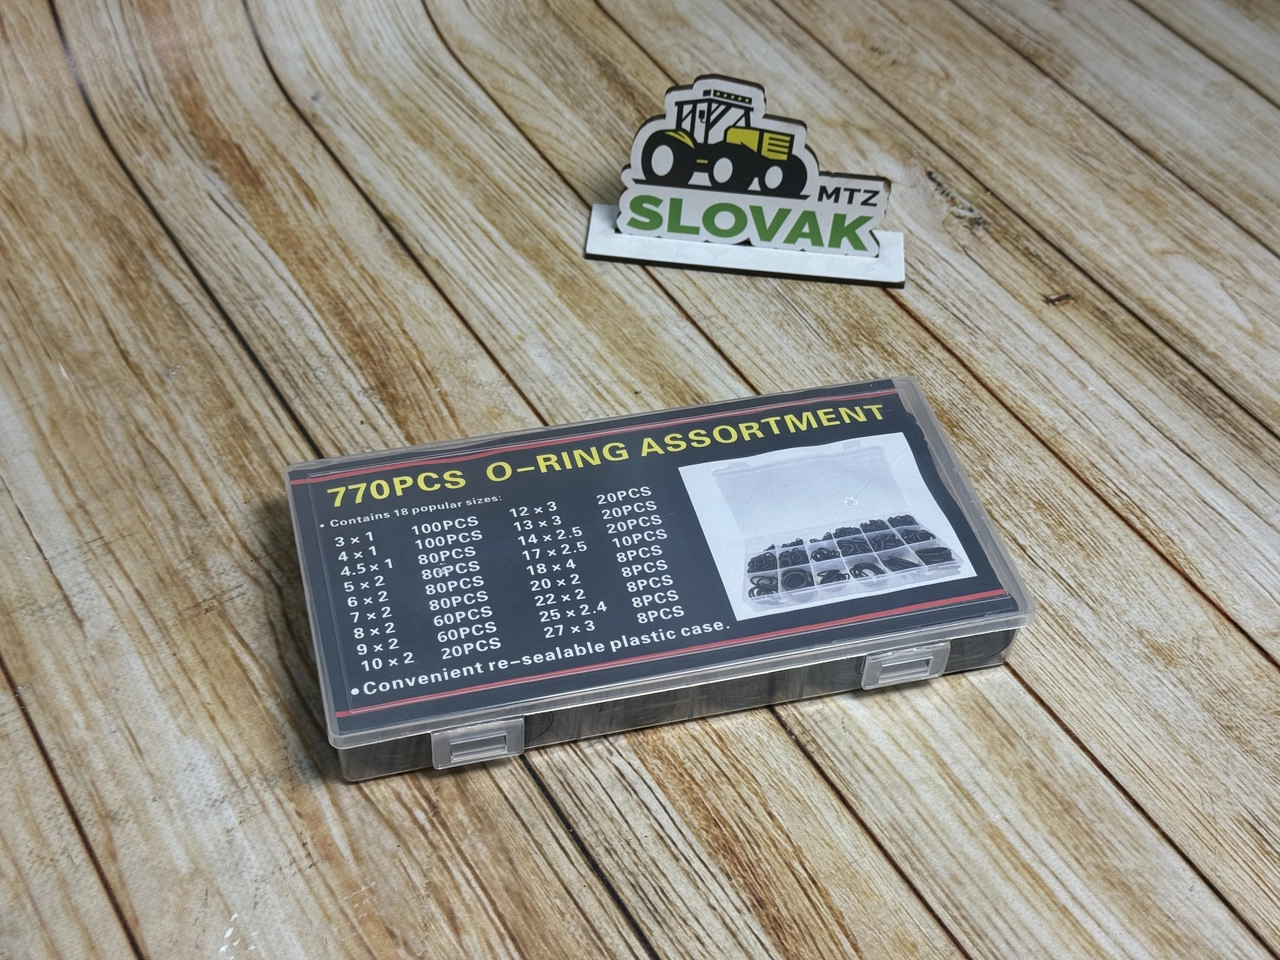 MTZ
SLOVAK
770PCS O-RING ASSORTMENT
• Contains 18 popular sizes:
3 × 1 100PCS 12 × 3 20PCS
4 × 1 100PCS 13 × 3 20PCS
4.5 × 1 80PCS 14 × 2.5 20PCS
5 × 2 80PCS 17 × 2.5 10PCS
6 × 2 80PCS 18 × 4 8PCS
7 × 2 80PCS 20 × 2 8PCS
8 × 2 60PCS 22 × 2 8PCS
9 × 2 60PCS 25 × 2.4 8PCS
10 × 2 20PCS 27 × 3 8PCS
•Convenient re-sealable plastic case.